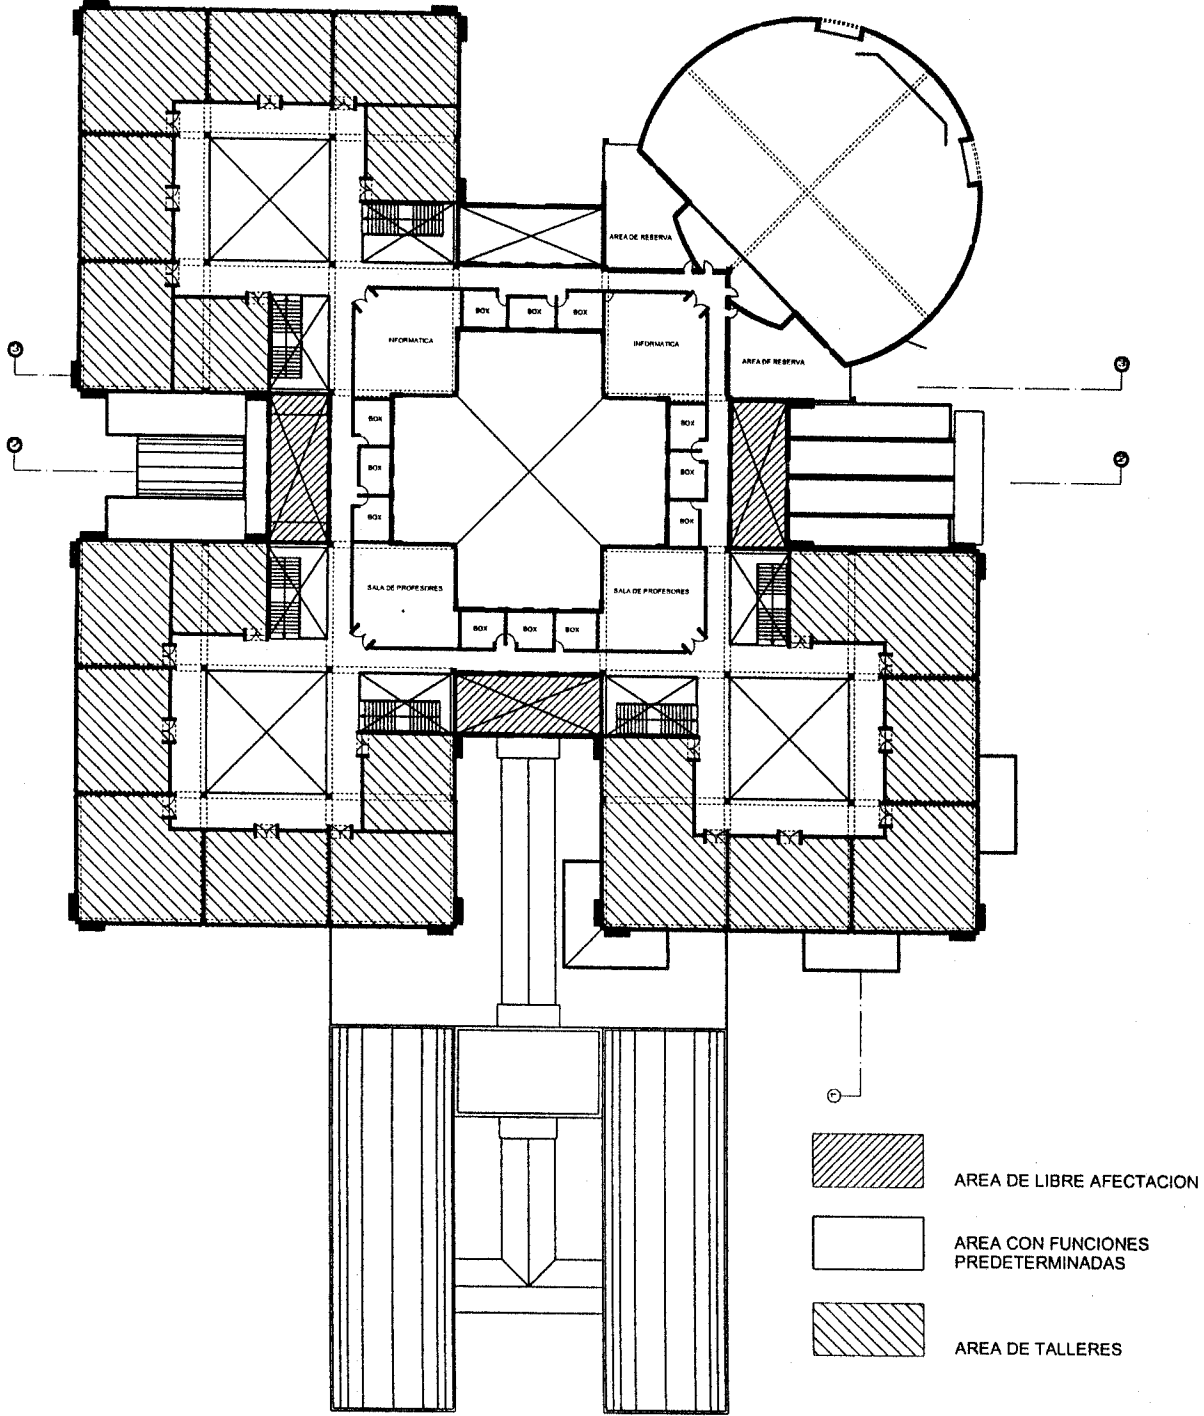 AREA DE RESERVA
BOX
BOX
BOX
INFORMATICA
INFORMATICA
AREA DE RESERVA
BOX
BOX
BOX
BOX
BOX
BOX
SALA DE PROFESORES
SALA DE PROFESORES
BOX
BOX
BOX
AREA DE LIBRE AFECTACION
AREA CON FUNCIONES
PREDETERMINADAS
AREA DE TALLERES